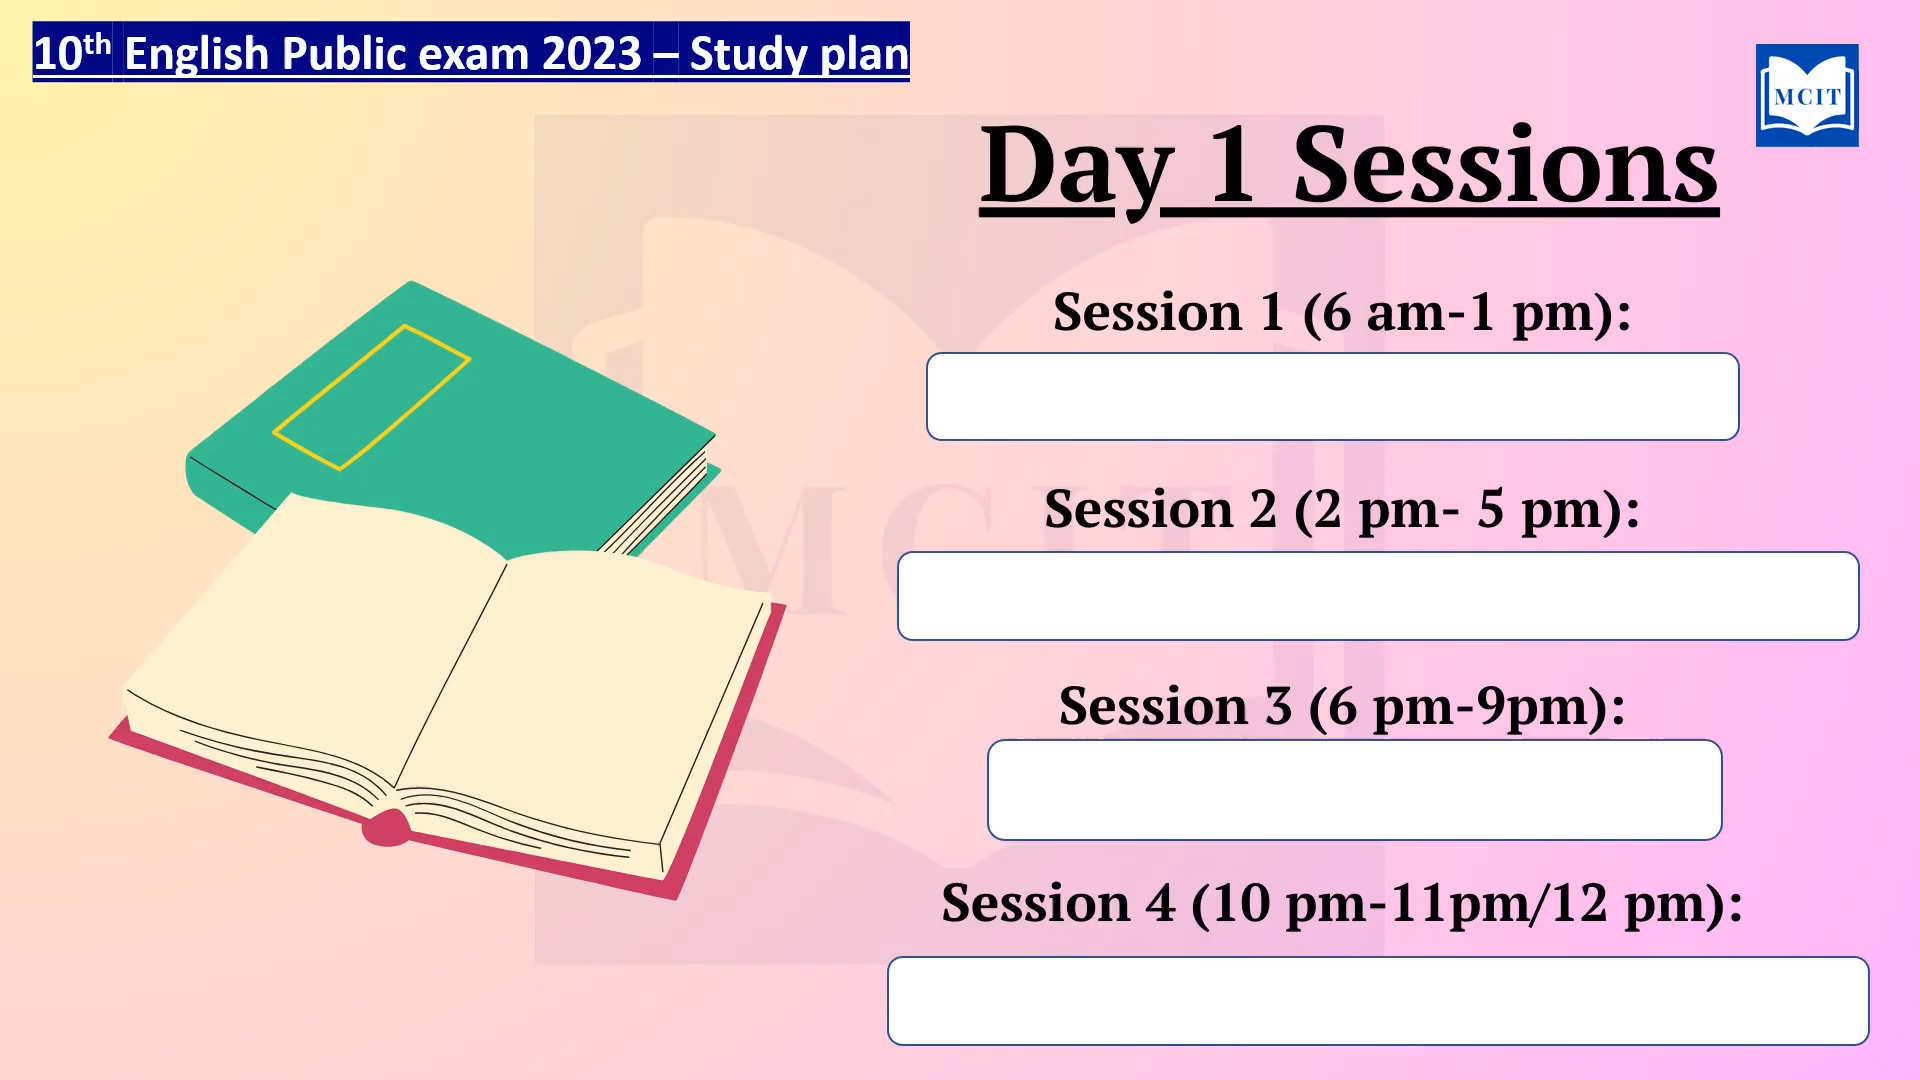 10th English Public exam 2023 – Study plan
MCIT
Day 1 Sessions
Session 1 (6 am-1 pm):
Session 2 (2 pm- 5 pm):
Session 3 (6 pm-9pm):
Session 4 (10 pm-11pm/12 pm):
MCIT